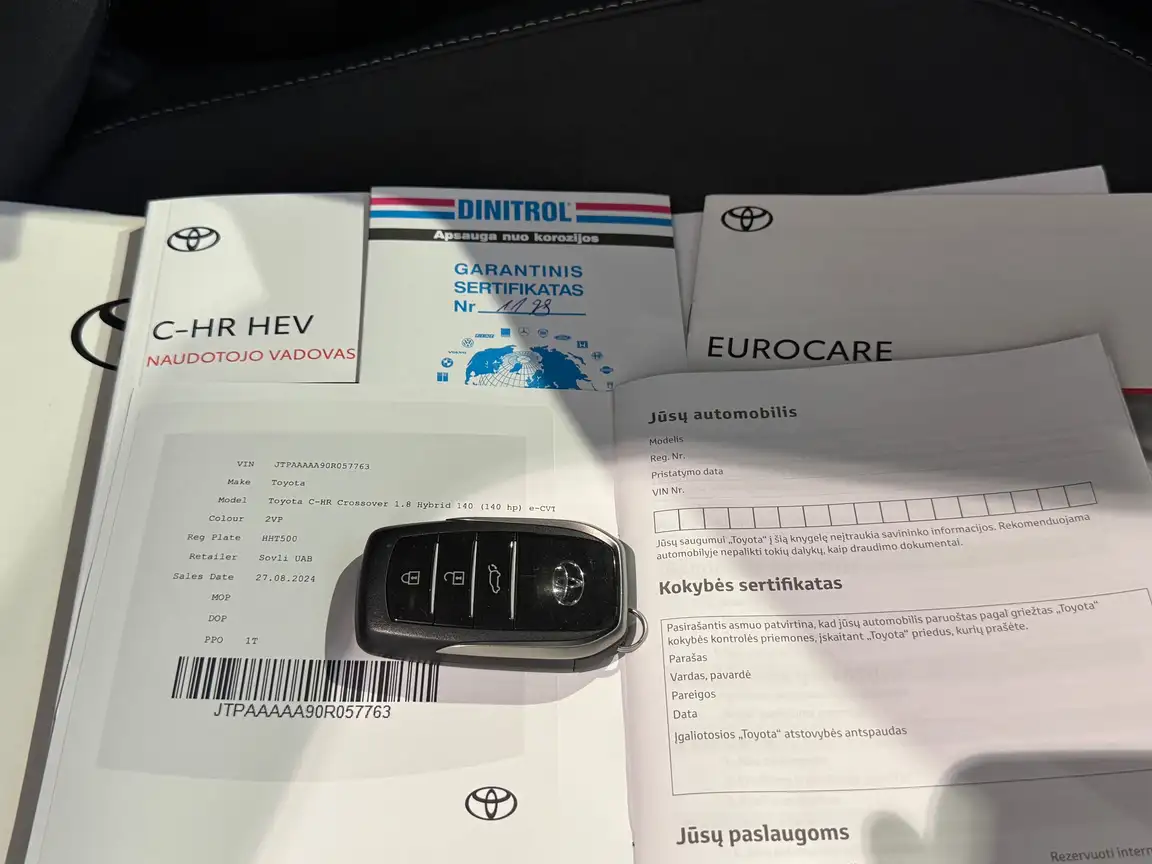 C-HR HEV
NAUDOTOJO VADOVAS
DINITROL
Apsauga nuo korozijos
GARANTINIS
SERTIFIKATAS
Nr 1198
EUROCARE
VIN JTPAAAAA90R057763
Make Toyota
Model Toyota C-HR Crossover 1.8 Hybrid 140 (140 hp) e-CVT
Colour 2VP
Reg Plate HHT500
Retailer Sovli UAB
Sales Date 27.08.2024
MOP
DOP
PPO 1T
JTPAAAAA90R057763
Jūsų automobilis
Modelis
Reg. Nr.
Pristatymo data
VIN Nr.
Jūsų saugumui „Toyota“ į šią knygelę neįtraukia savininko informacijos. Rekomenduojama
automobilyje nepalikti tokių dalykų, kaip draudimo dokumentai.
Kokybės sertifikatas
Pasirašantis asmuo patvirtina, kad jūsų automobilis paruoštas pagal griežtas „Toyota“
kokybės kontrolės priemones, įskaitant „Toyota“ priedus, kurių prašėte.
Parašas
Vardas, pavardė
Pareigos
Data
Įgaliotosios „Toyota“ atstovybės antspaudas
Jūsų paslaugoms
Rezervuoti